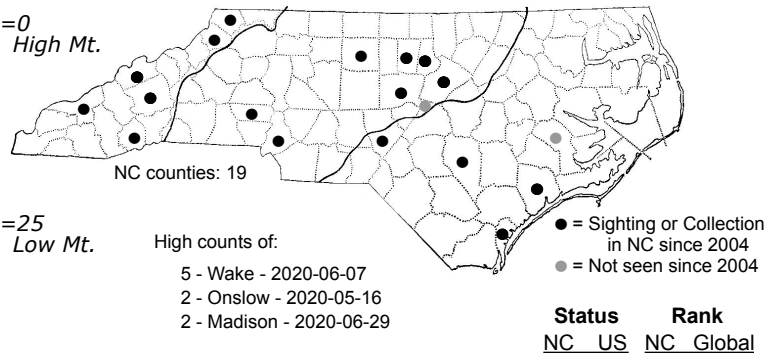 =0
High Mt.
NC counties: 19
=25
Low Mt.
High counts of:
5 - Wake - 2020-06-07
2 - Onslow - 2020-05-16
2 - Madison - 2020-06-29
● = Sighting or Collection
in NC since 2004
● = Not seen since 2004
Status Rank
NC US NC Global